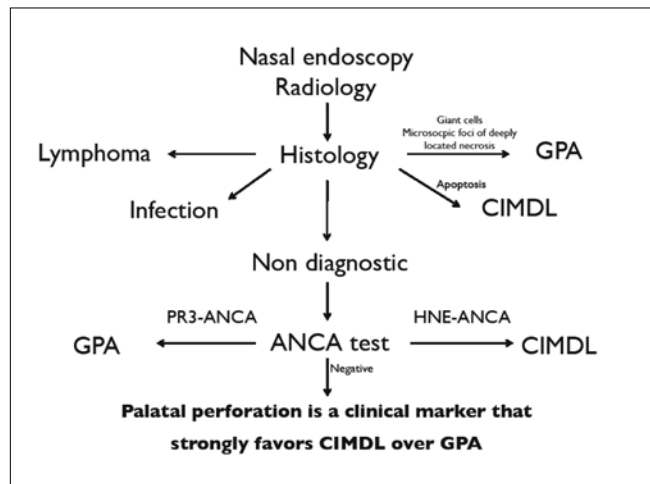 Nasal endoscopy
Radiology
Giant cells
Microsocpic foci of deeply
located necrosis
Lymphoma
Histology
GPA
Apoptosis
Infection
CIMDL
Non diagnostic
PR3-ANCA
HNE-ANCA
GPA
ANCA test
CIMDL
Negative
Palatal perforation is a clinical marker that
strongly favors CIMDL over GPA